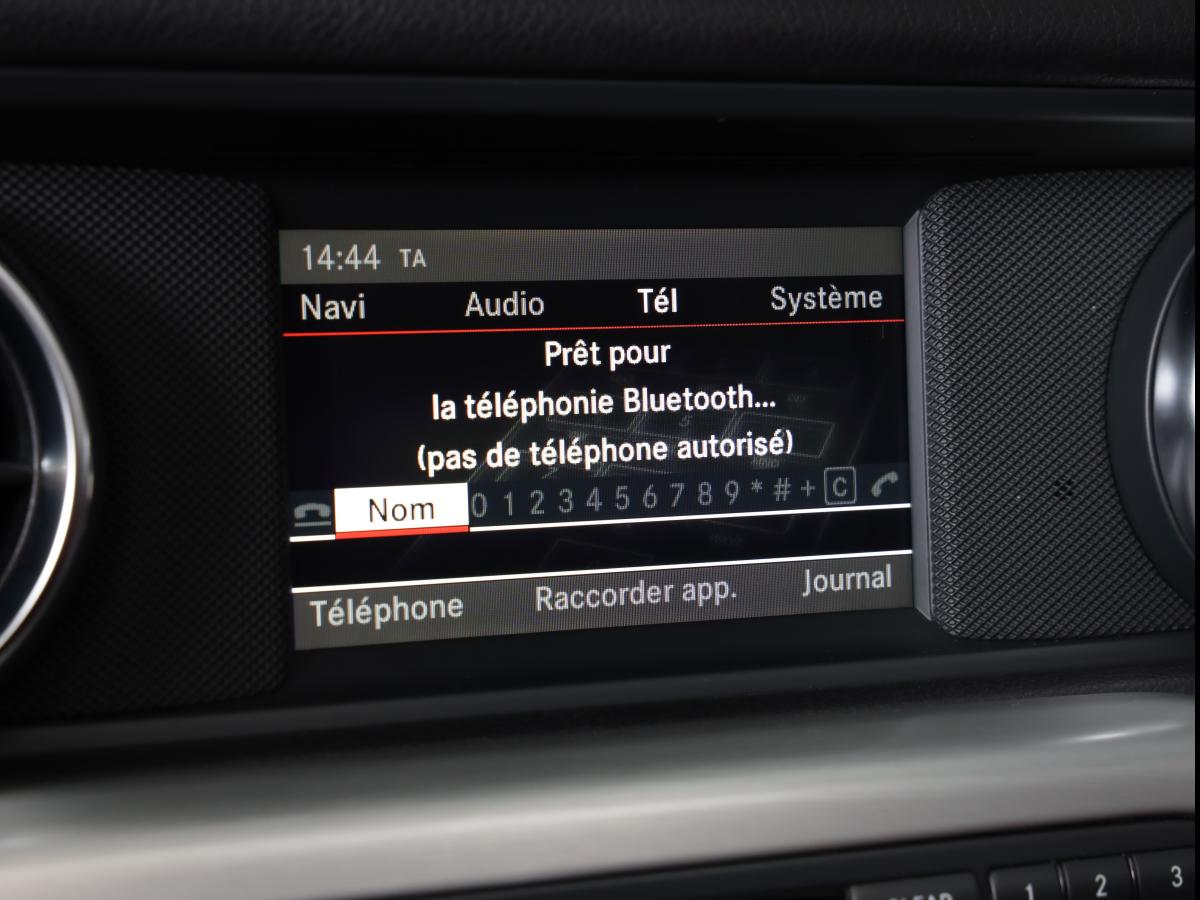 14:44 TA
Navi Audio Tél Système
Prêt pour
la téléphonie Bluetooth...
(pas de téléphone autorisé)
Nom 0 1 2 3 4 5 6 7 8 9 * # + C
Téléphone Raccorder app. Journal
CLEAR 1 2 3